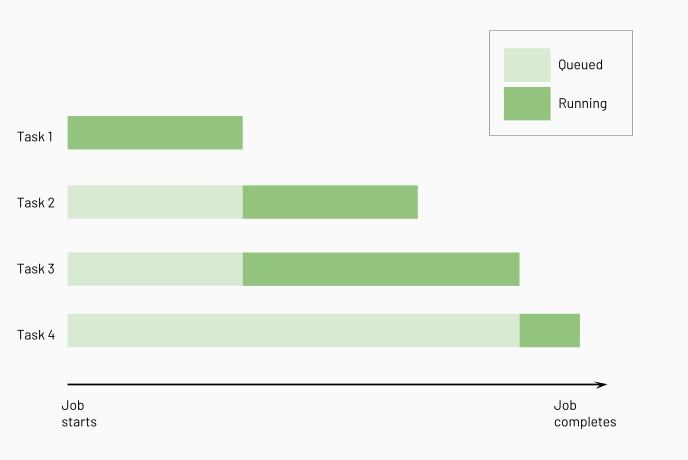 Queued
Running
Task 1
Task 2
Task 3
Task 4
Job
starts
Job
completes